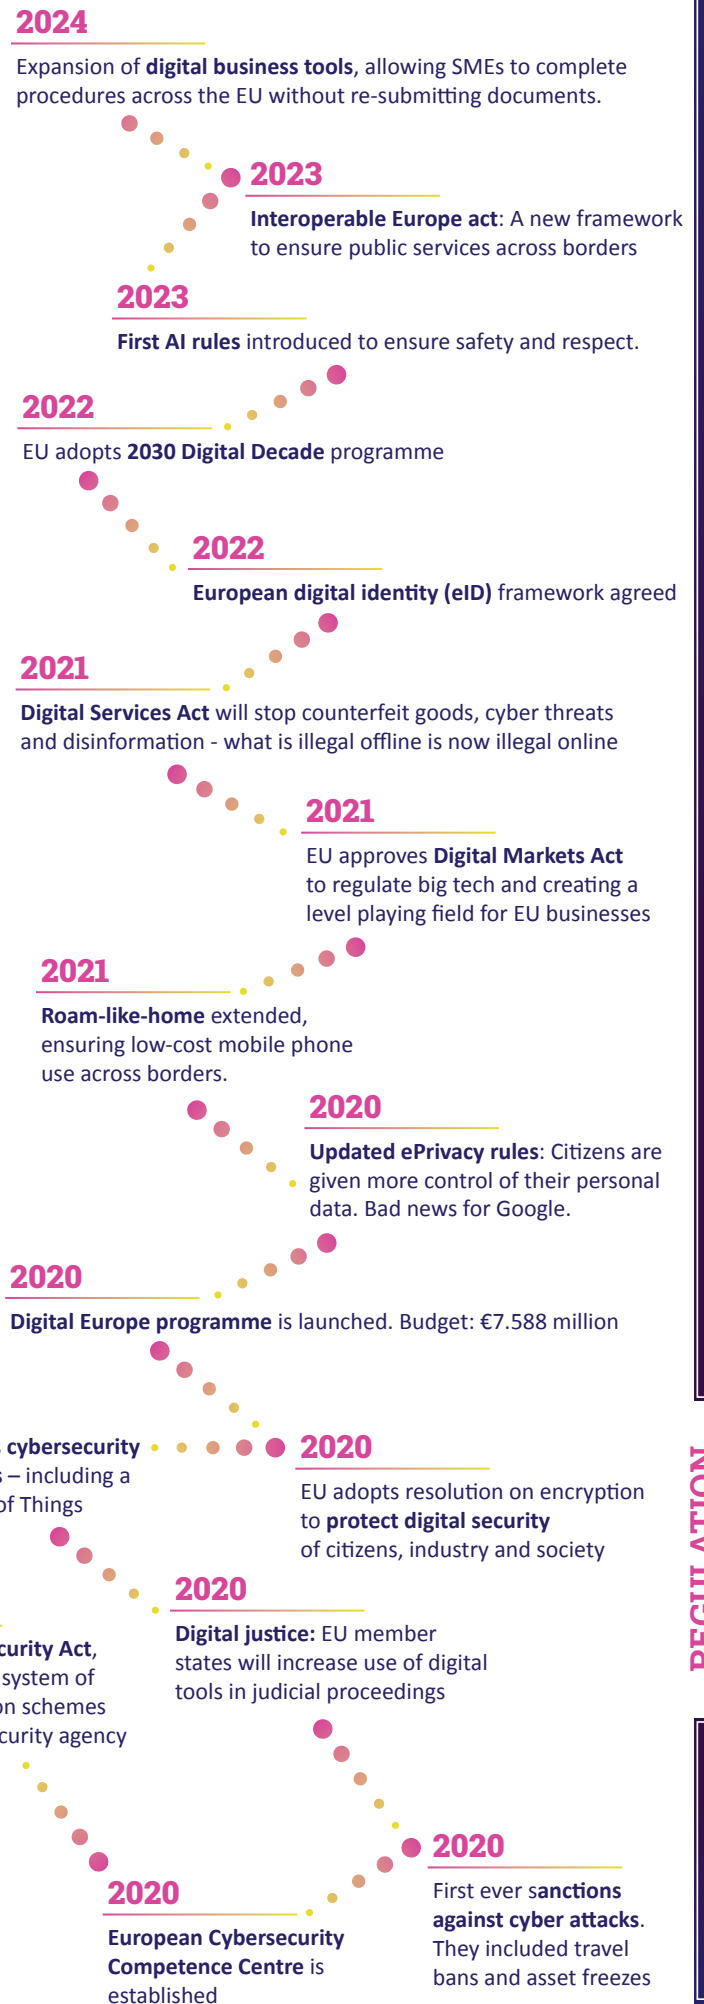 2024
Expansion of digital business tools, allowing SMEs to complete
procedures across the EU without re-submitting documents.
2023
Interoperable Europe act: A new framework
to ensure public services across borders
2023
First AI rules introduced to ensure safety and respect.
2022
EU adopts 2030 Digital Decade programme
2022
European digital identity (eID) framework agreed
2021
Digital Services Act will stop counterfeit goods, cyber threats
and disinformation - what is illegal offline is now illegal online
2021
EU approves Digital Markets Act
to regulate big tech and creating a
level playing field for EU businesses
2021
Roam-like-home extended,
ensuring low-cost mobile phone
use across borders.
2020
Updated ePrivacy rules: Citizens are
given more control of their personal
data. Bad news for Google.
2020
Digital Europe programme is launched. Budget: €7.588 million
cybersecurity
– including a
of Things
2020
EU adopts resolution on encryption
to protect digital security
of citizens, industry and society
REGULATION
2020
Digital justice: EU member
states will increase use of digital
tools in judicial proceedings
Act,
system of
schemes
agency
2020
First ever sanctions
against cyber attacks.
They included travel
bans and asset freezes
2020
European Cybersecurity
Competence Centre is
established